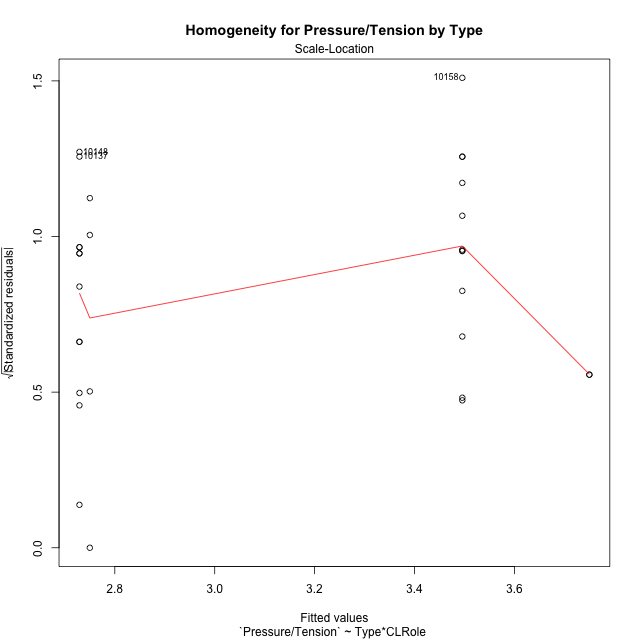 Homogeneity for Pressure/Tension by Type
Scale-Location
1.5
1.0
0.5
0.0
√|Standardized residuals|
10158
10148
10137
2.8
3.0
3.2
3.4
3.6
Fitted values
`Pressure/Tension` ~ Type*CLRole